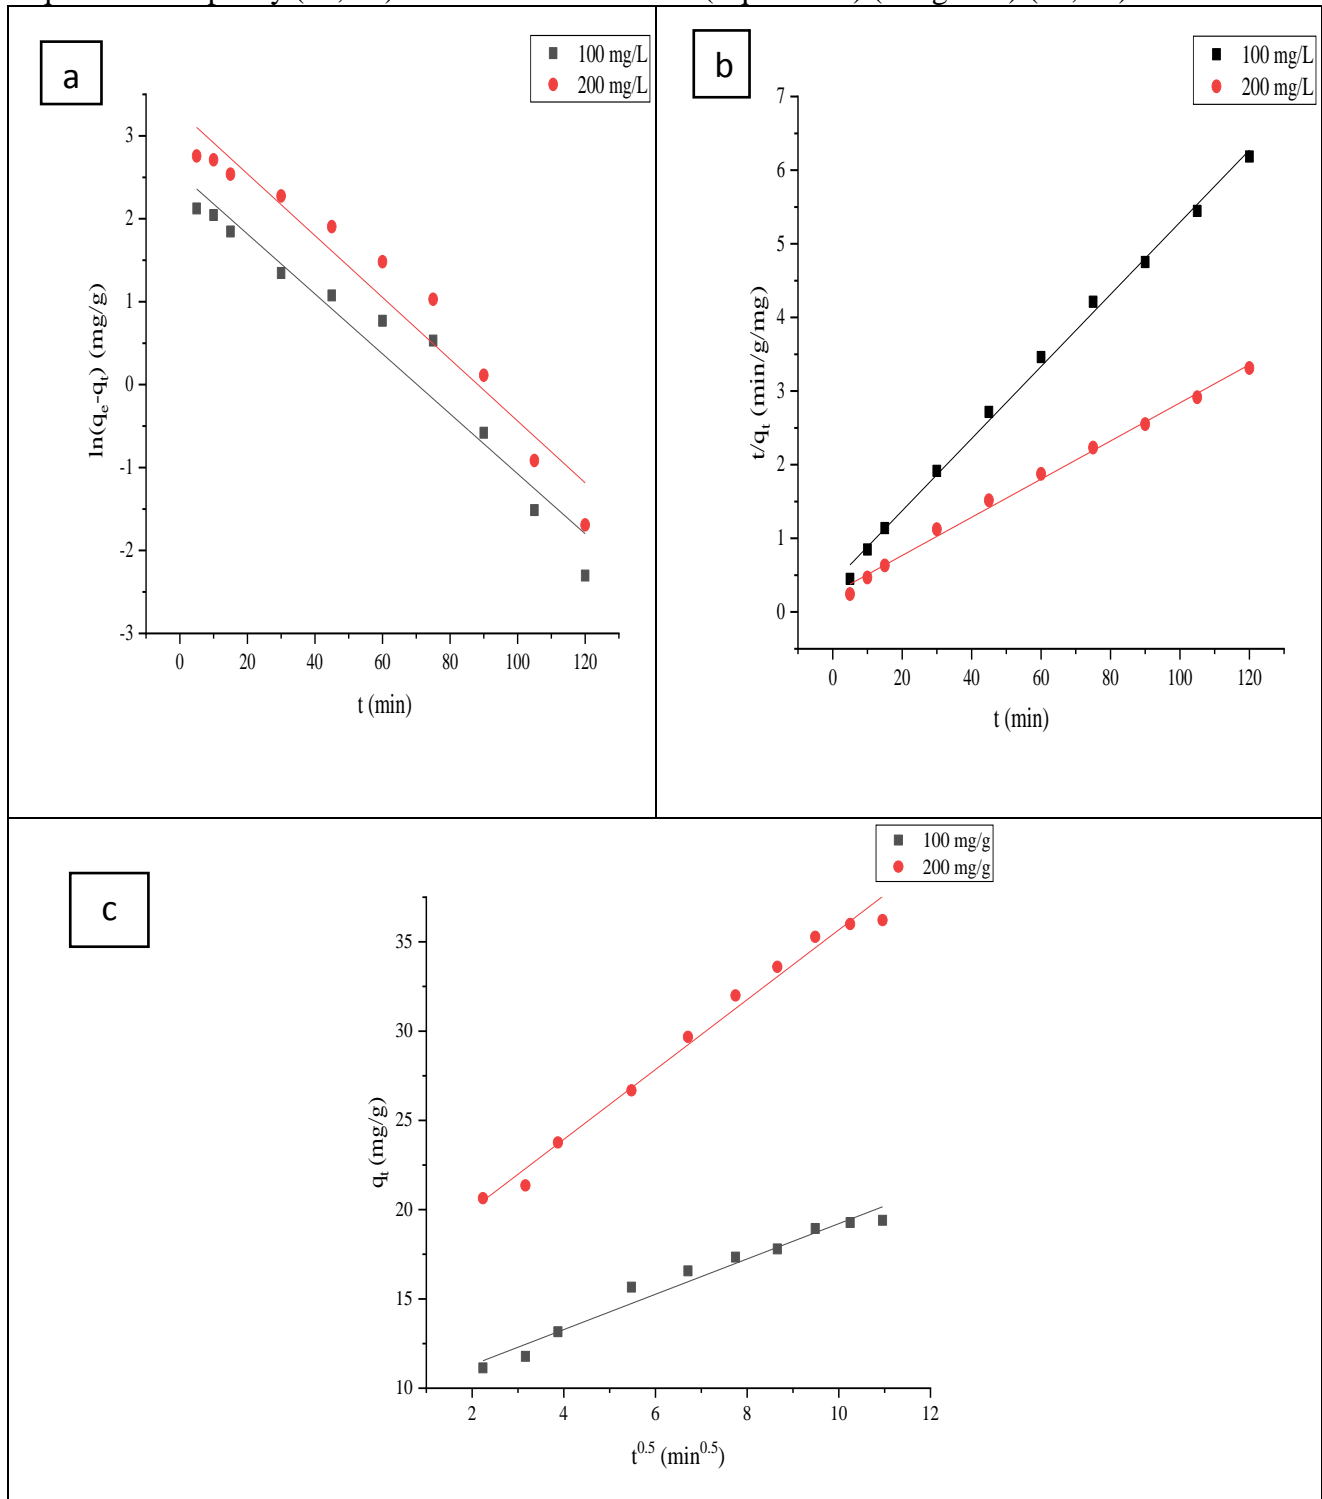 a
100 mg/L
200 mg/L
3
2
1
0
-1
-2
-3
0 20 40 60 80 100 120
ln(qe-qt) (mg/g)
t (min)
b
100 mg/L
200 mg/L
7
6
5
4
3
2
1
0
0 20 40 60 80 100 120
t/qt (min/g/mg)
t (min)
c
100 mg/g
200 mg/g
35
30
25
20
15
10
2 4 6 8 10 12
qt (mg/g)
t0.5 (min0.5)